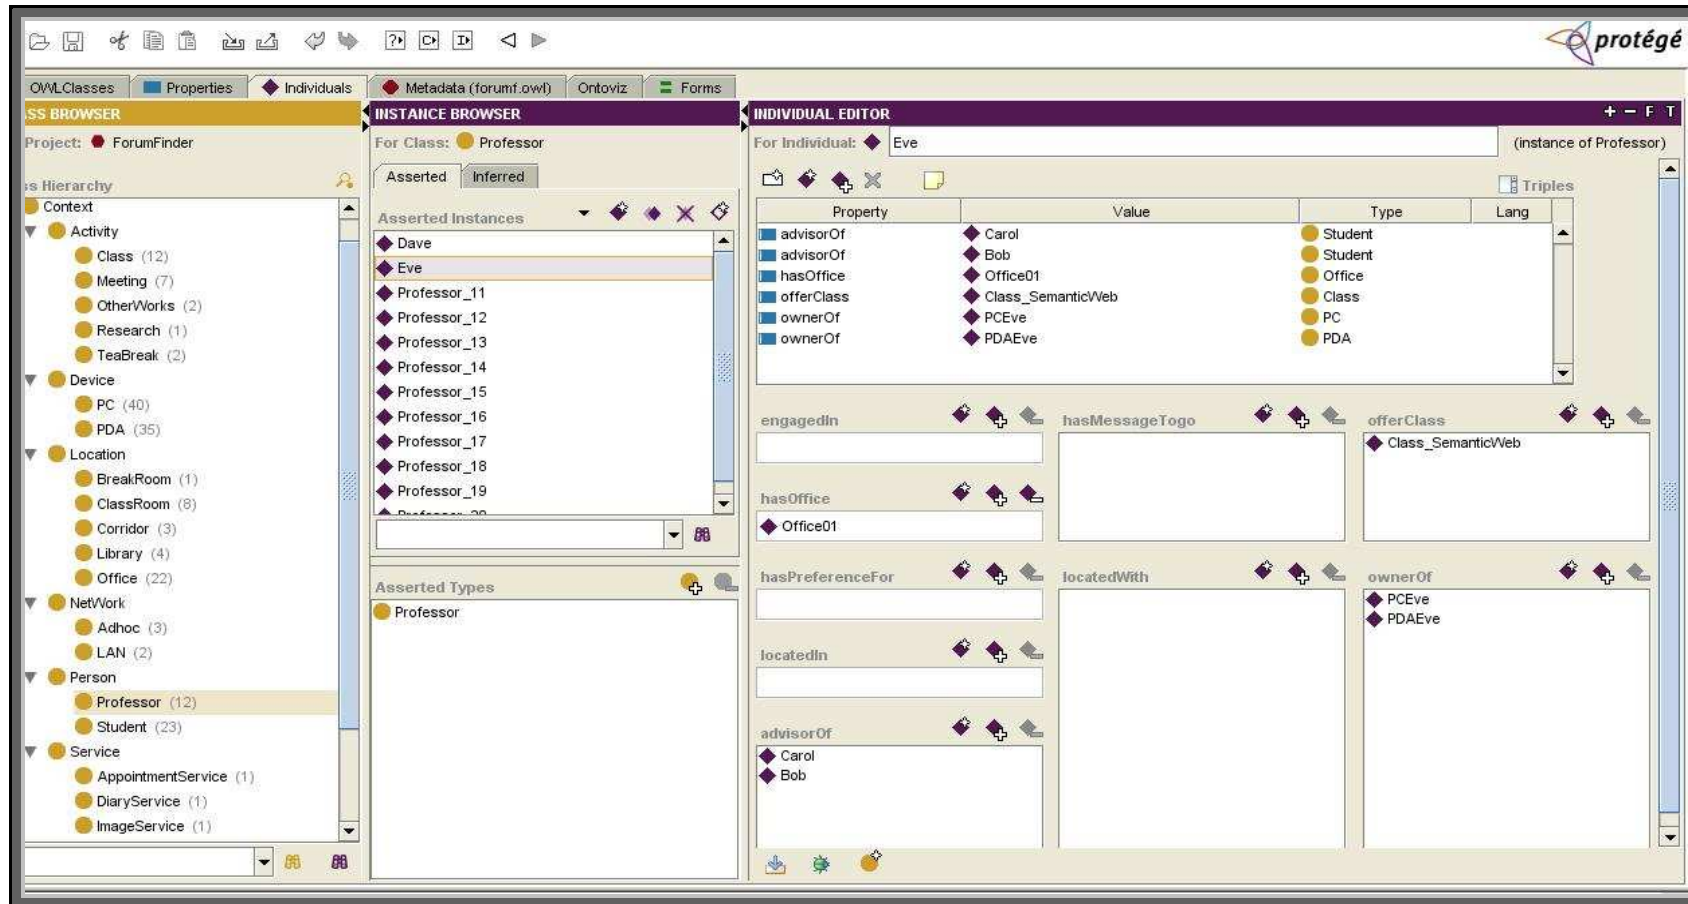 protégé
OWLClasses Properties Individuals Metadata (forumf.owl) Ontoviz Forms
SS BROWSER
Project: ForumFinder
ss Hierarchy
Context
Activity
Class (12)
Meeting (7)
OtherWorks (2)
Research (1)
TeaBreak (2)
Device
PC (40)
PDA (35)
Location
BreakRoom (1)
ClassRoom (8)
Corridor (3)
Library (4)
Office (22)
NetWork
Adhoc (3)
LAN (2)
Person
Professor (12)
Student (23)
Service
AppointmentService (1)
DiaryService (1)
ImageService (1)
INSTANCE BROWSER
For Class: Professor
Asserted Inferred
Asserted Instances
Dave
Eve
Professor_11
Professor_12
Professor_13
Professor_14
Professor_15
Professor_16
Professor_17
Professor_18
Professor_19
Asserted Types
Professor
INDIVIDUAL EDITOR + − F T
For Individual: Eve (instance of Professor)
Triples
Property Value Type Lang
advisorOf Carol Student
advisorOf Bob Student
hasOffice Office01 Office
offerClass Class_SemanticWeb Class
ownerOf PCEve PC
ownerOf PDAEve PDA
engagedIn hasMessageTogo offerClass
Class_SemanticWeb
hasOffice
Office01
hasPreferenceFor locatedWith ownerOf
PCEve
PDAEve
locatedIn
advisorOf
Carol
Bob